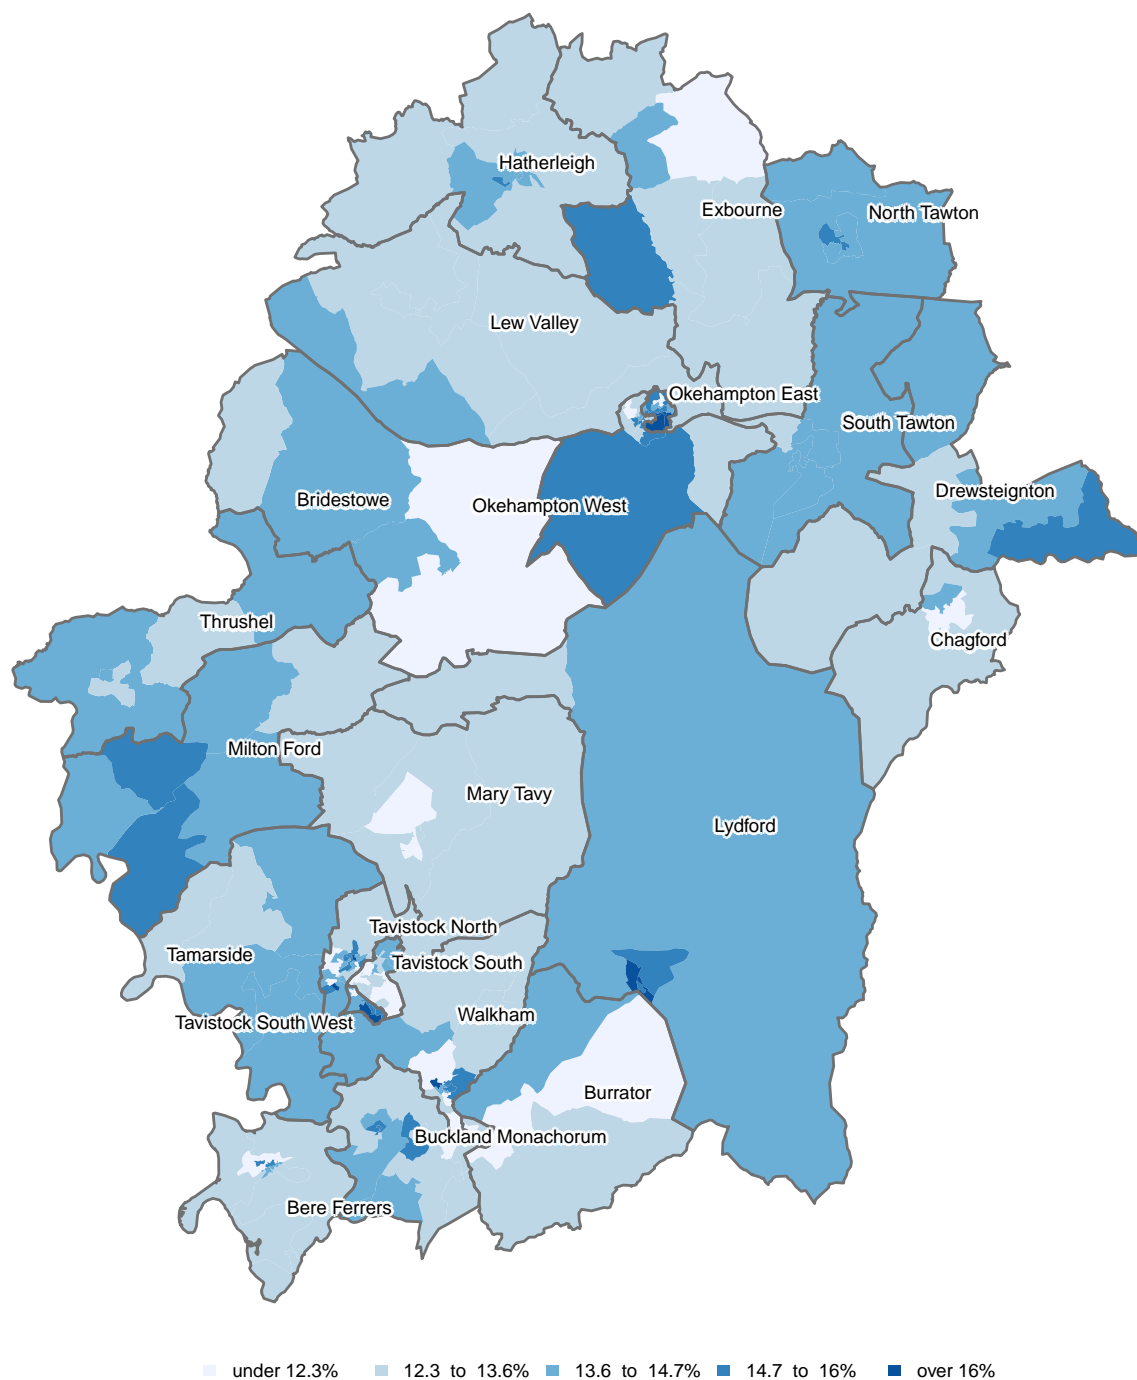 Hatherleigh
Exbourne
North Tawton
Lew Valley
Okehampton East
South Tawton
Drewsteignton
Bridestowe
Okehampton West
Thrushel
Chagford
Milton Ford
Mary Tavy
Lydford
Tavistock North
Tamarside
Tavistock South
Walkham
Tavistock South West
Burrator
Buckland Monachorum
Bere Ferrers
under 12.3% 12.3 to 13.6% 13.6 to 14.7% 14.7 to 16% over 16%